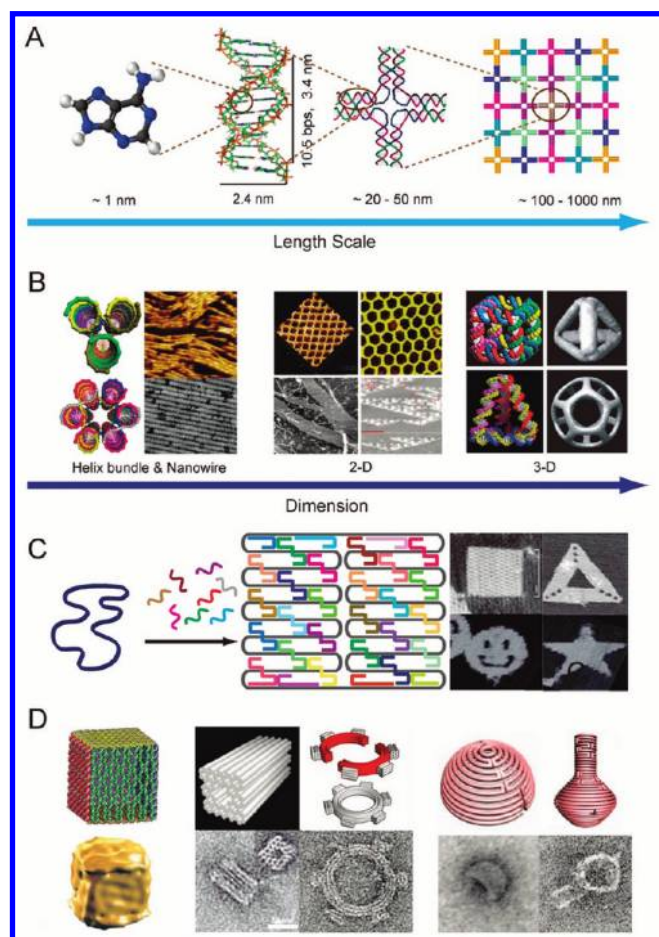 A
10.5 bps, 3.4 nm
~ 1 nm
2.4 nm
~ 20 - 50 nm
~ 100 - 1000 nm
Length Scale
B
Helix bundle & Nanowire
2-D
3-D
Dimension
C
D